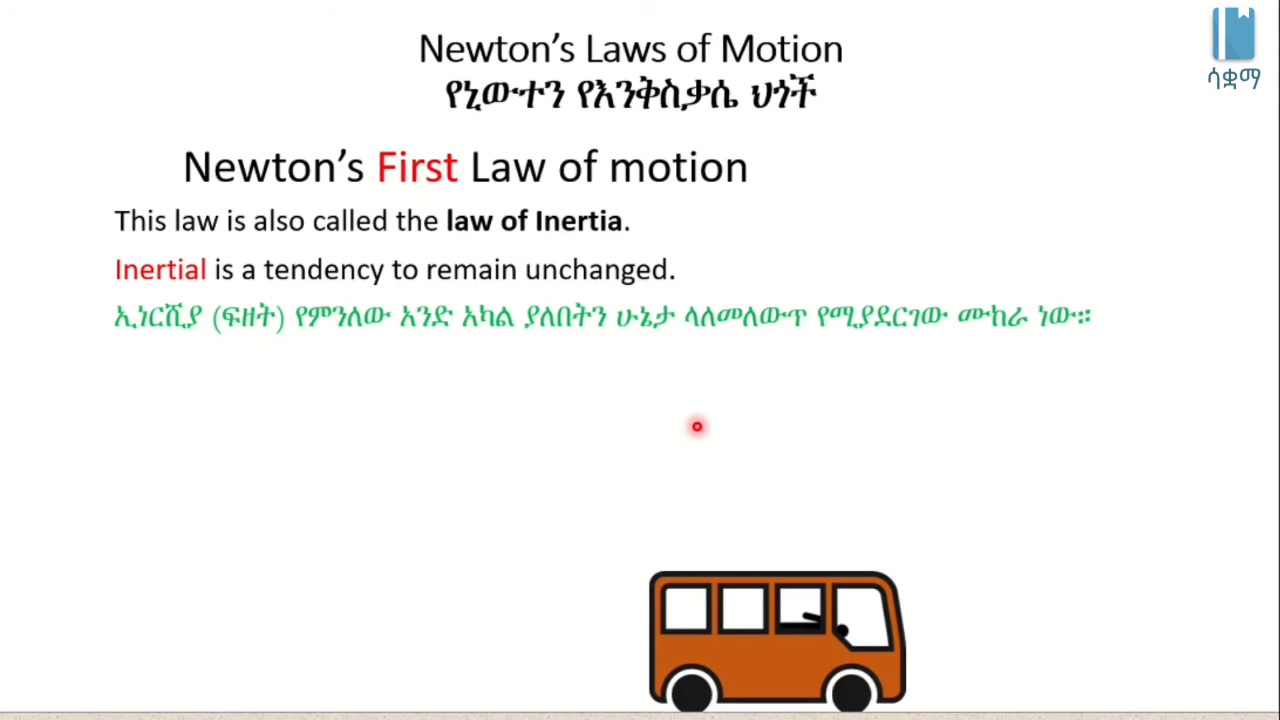 Newton's Laws of Motion
የኒውተን የእንቅስቃሴ ህጎች
ሳቋማ
Newton's First Law of motion
This law is also called the law of Inertia.
Inertial is a tendency to remain unchanged.
ኢነርሺያ (ፍዘት) የምንለው አንድ አካል ያለበትን ሁኔታ ላለመለውጥ የሚያደርገው ሙከራ ነው።